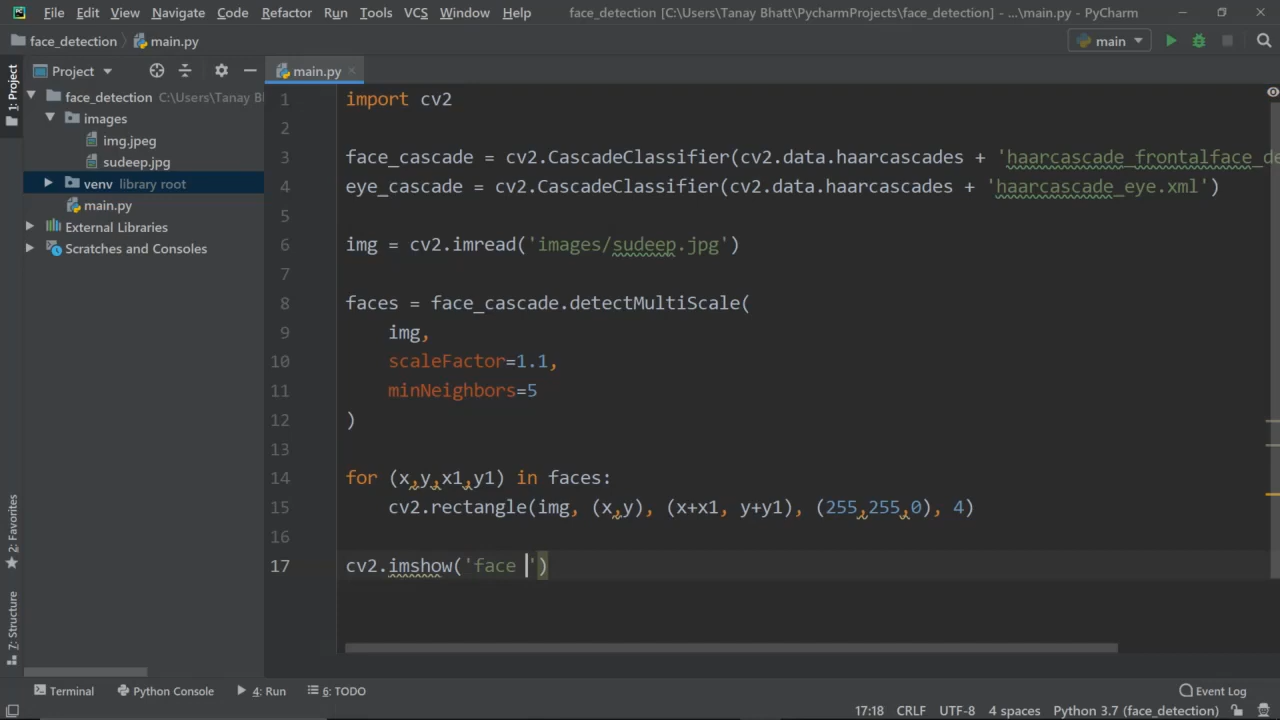 File Edit View Navigate Code Refactor Run Tools VCS Window Help face_detection [C:\Users\Tanay Bhatt\PycharmProjects\face_detection] - ...\main.py - PyCharm
face_detection main.py main
1: Project
Project
main.py
face_detection C:\Users\Tanay
images
img.jpeg
sudeep.jpg
venv library root
main.py
External Libraries
Scratches and Consoles
1 import cv2
2
3 face_cascade = cv2.CascadeClassifier(cv2.data.haarcascades + 'haarcascade_frontalface_de
4 eye_cascade = cv2.CascadeClassifier(cv2.data.haarcascades + 'haarcascade_eye.xml')
5
6 img = cv2.imread('images/sudeep.jpg')
7
8 faces = face_cascade.detectMultiScale(
9 img,
10 scaleFactor=1.1,
11 minNeighbors=5
12 )
13
14 for (x,y,x1,y1) in faces:
15 cv2.rectangle(img, (x,y), (x+x1, y+y1), (255,255,0), 4)
16
17 cv2.imshow('face ')
2: Favorites
7: Structure
Terminal Python Console 4: Run 6: TODO Event Log
17:18 CRLF UTF-8 4 spaces Python 3.7 (face_detection)